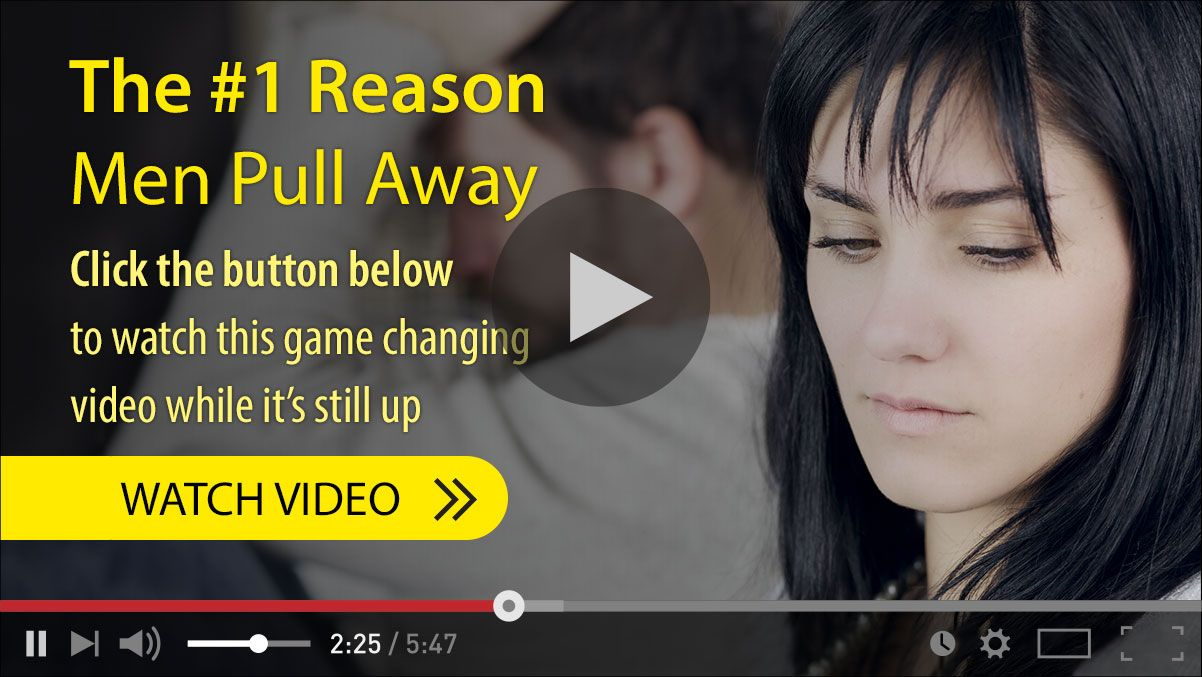 The #1 Reason
Men Pull Away
Click the button below
to watch this game changing
video while it's still up
WATCH VIDEO
2:25 / 5:47